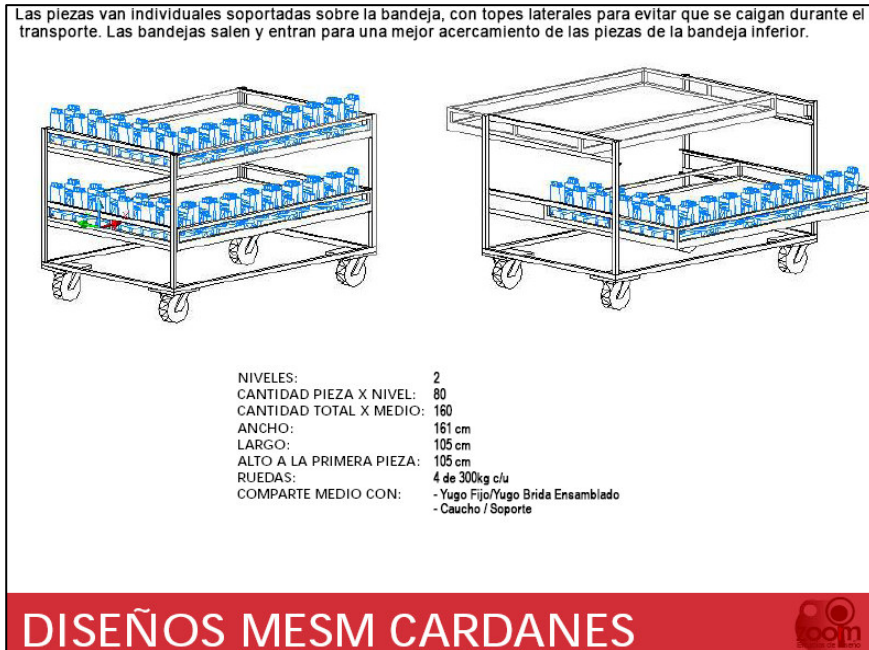 Las piezas van individuales soportadas sobre la bandeja, con topes laterales para evitar que se caigan durante el
transporte. Las bandejas salen y entran para una mejor acercamiento de las piezas de la bandeja inferior.
NIVELES: 2
CANTIDAD PIEZA X NIVEL: 80
CANTIDAD TOTAL X MEDIO: 160
ANCHO: 161 cm
LARGO: 105 cm
ALTO A LA PRIMERA PIEZA: 105 cm
RUEDAS: 4 de 300kg c/u
COMPARTE MEDIO CON: - Yugo Fijo/Yugo Brida Ensamblado
- Caucho / Soporte
DISEÑOS MESM CARDANES
zoom